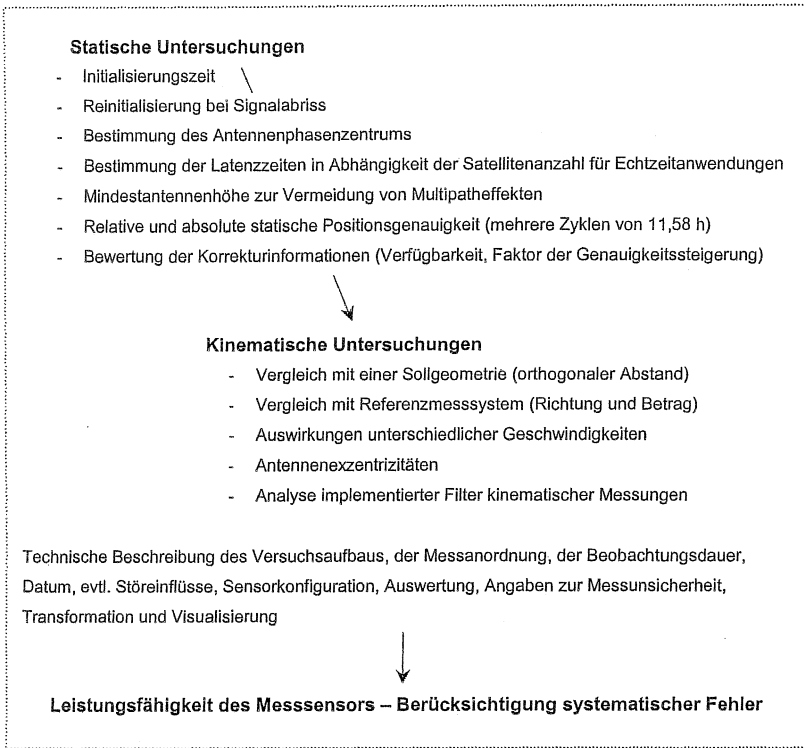 Statische Untersuchungen
- Initialisierungszeit
- Reinitialisierung bei Signalabriss
- Bestimmung des Antennenphasenzentrums
- Bestimmung der Latenzzeiten in Abhängigkeit der Satellitenanzahl für Echtzeitanwendungen
- Mindestantennenhöhe zur Vermeidung von Multipatheffekten
- Relative und absolute statische Positionsgenauigkeit (mehrere Zyklen von 11,58 h)
- Bewertung der Korrekturinformationen (Verfügbarkeit, Faktor der Genauigkeitssteigerung)
Kinematische Untersuchungen
- Vergleich mit einer Sollgeometrie (orthogonaler Abstand)
- Vergleich mit Referenzmesssystem (Richtung und Betrag)
- Auswirkungen unterschiedlicher Geschwindigkeiten
- Antennenexzentrizitäten
- Analyse implementierter Filter kinematischer Messungen
Technische Beschreibung des Versuchsaufbaus, der Messanordnung, der Beobachtungsdauer,
Datum, evtl. Störeinflüsse, Sensorkonfiguration, Auswertung, Angaben zur Messunsicherheit,
Transformation und Visualisierung
Leistungsfähigkeit des Messsensors – Berücksichtigung systematischer Fehler